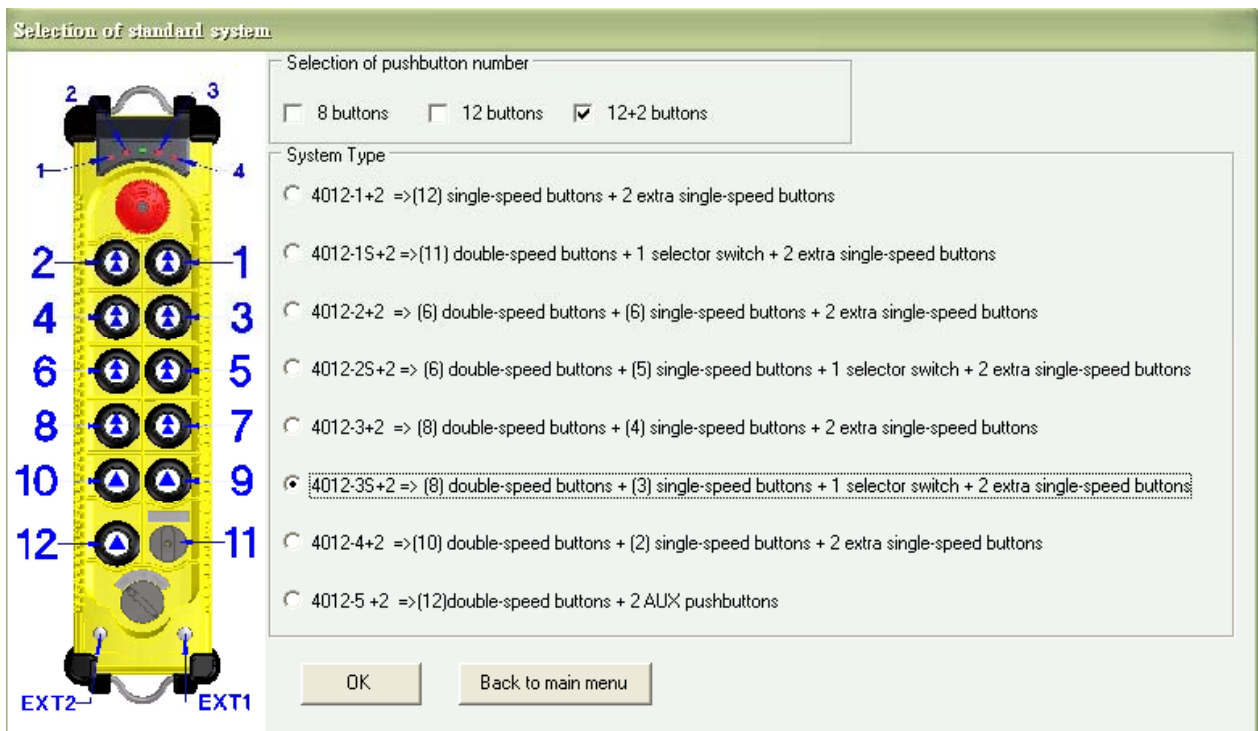 Selection of standard system
Selection of pushbutton number
8 buttons 12 buttons 12+2 buttons
System Type
4012-1+2 =>(12) single-speed buttons + 2 extra single-speed buttons
4012-1S+2 =>(11) double-speed buttons + 1 selector switch + 2 extra single-speed buttons
4012-2+2 => (6) double-speed buttons + (6) single-speed buttons + 2 extra single-speed buttons
4012-2S+2 => (6) double-speed buttons + (5) single-speed buttons + 1 selector switch + 2 extra single-speed buttons
4012-3+2 => (8) double-speed buttons + (4) single-speed buttons + 2 extra single-speed buttons
4012-3S+2 => (8) double-speed buttons + (3) single-speed buttons + 1 selector switch + 2 extra single-speed buttons
4012-4+2 =>(10) double-speed buttons + (2) single-speed buttons + 2 extra single-speed buttons
4012-5 +2 =>(12)double-speed buttons + 2 AUX pushbuttons
OK Back to main menu
2 3
1 4
2 1
4 3
6 5
8 7
10 9
12 11
EXT2 EXT1